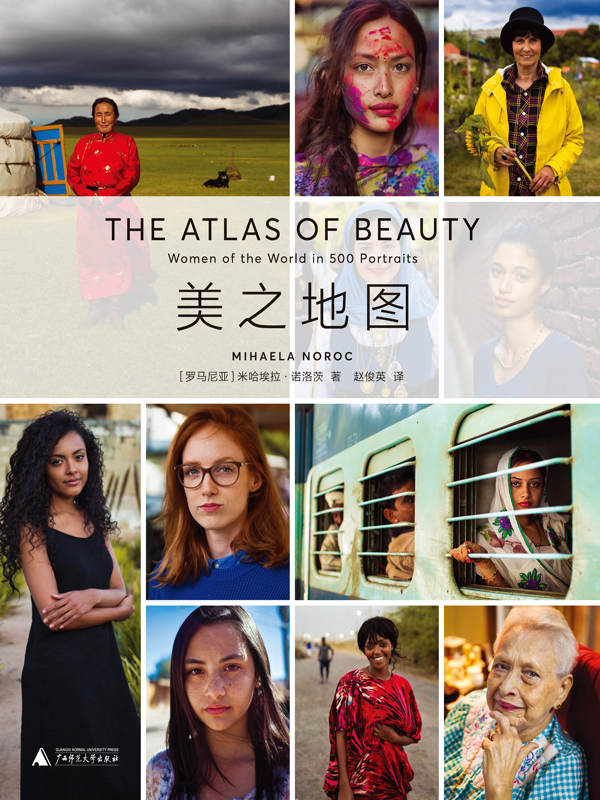 THE ATLAS OF BEAUTY
Women of the World in 500 Portraits
美之地图
MIHAELA NOROC
[罗马尼亚]米哈埃拉·诺洛茨 著 赵俊英 译
GUANGXI NORMAL UNIVERSITY PRESS
广西师范大学出版社